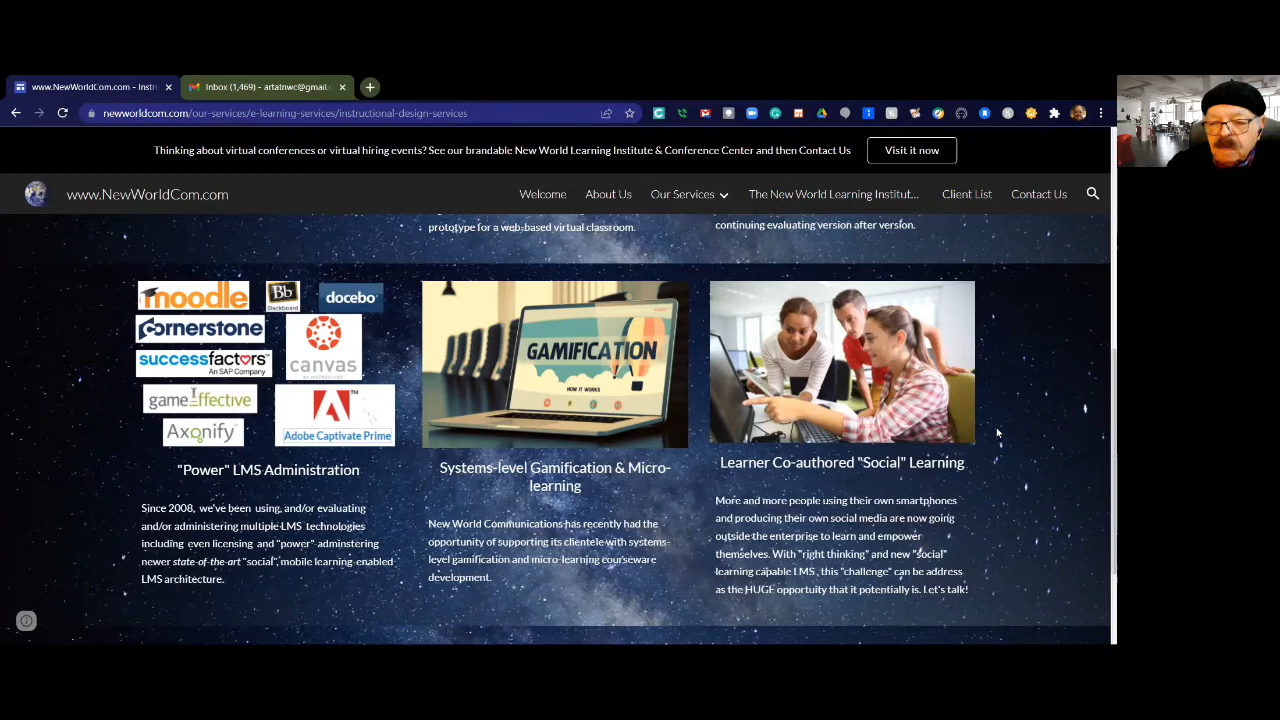 www.NewWorldCom.com - Instru
Inbox (1,469) - artatnwc@gmail.c
newworldcom.com/our-services/e-learning-services/instructional-design-services
Thinking about virtual conferences or virtual hiring events? See our brandable New World Learning Institute & Conference Center and then Contact Us
Visit it now
www.NewWorldCom.com
Welcome
About Us
Our Services
The New World Learning Institut...
Client List
Contact Us
prototype for a web-based virtual classroom.
continuing evaluating version after version.
moodle
Bb
Blackboard
docebo
cornerstone
canvas
successfactors™
An SAP Company
gameEffective
Axonify
Adobe Captivate Prime
GAMIFICATION
HOW IT WORKS
"Power" LMS Administration
Since 2008, we've been using, and/or evaluating
and/or administering multiple LMS technologies
including even licensing and "power" adminstering
newer state-of-the-art "social", mobile learning-enabled
LMS architecture.
Systems-level Gamification & Micro-
learning
New World Communications has recently had the
opportunity of supporting its clientele with systems-
level gamification and micro-learning courseware
development.
Learner Co-authored "Social" Learning
More and more people using their own smartphones
and producing their own social media are now going
outside the enterprise to learn and empower
themselves. With "right thinking" and new "social"
learning capable LMS , this "challenge" can be address
as the HUGE opportunity that it potentially is. Let's talk!